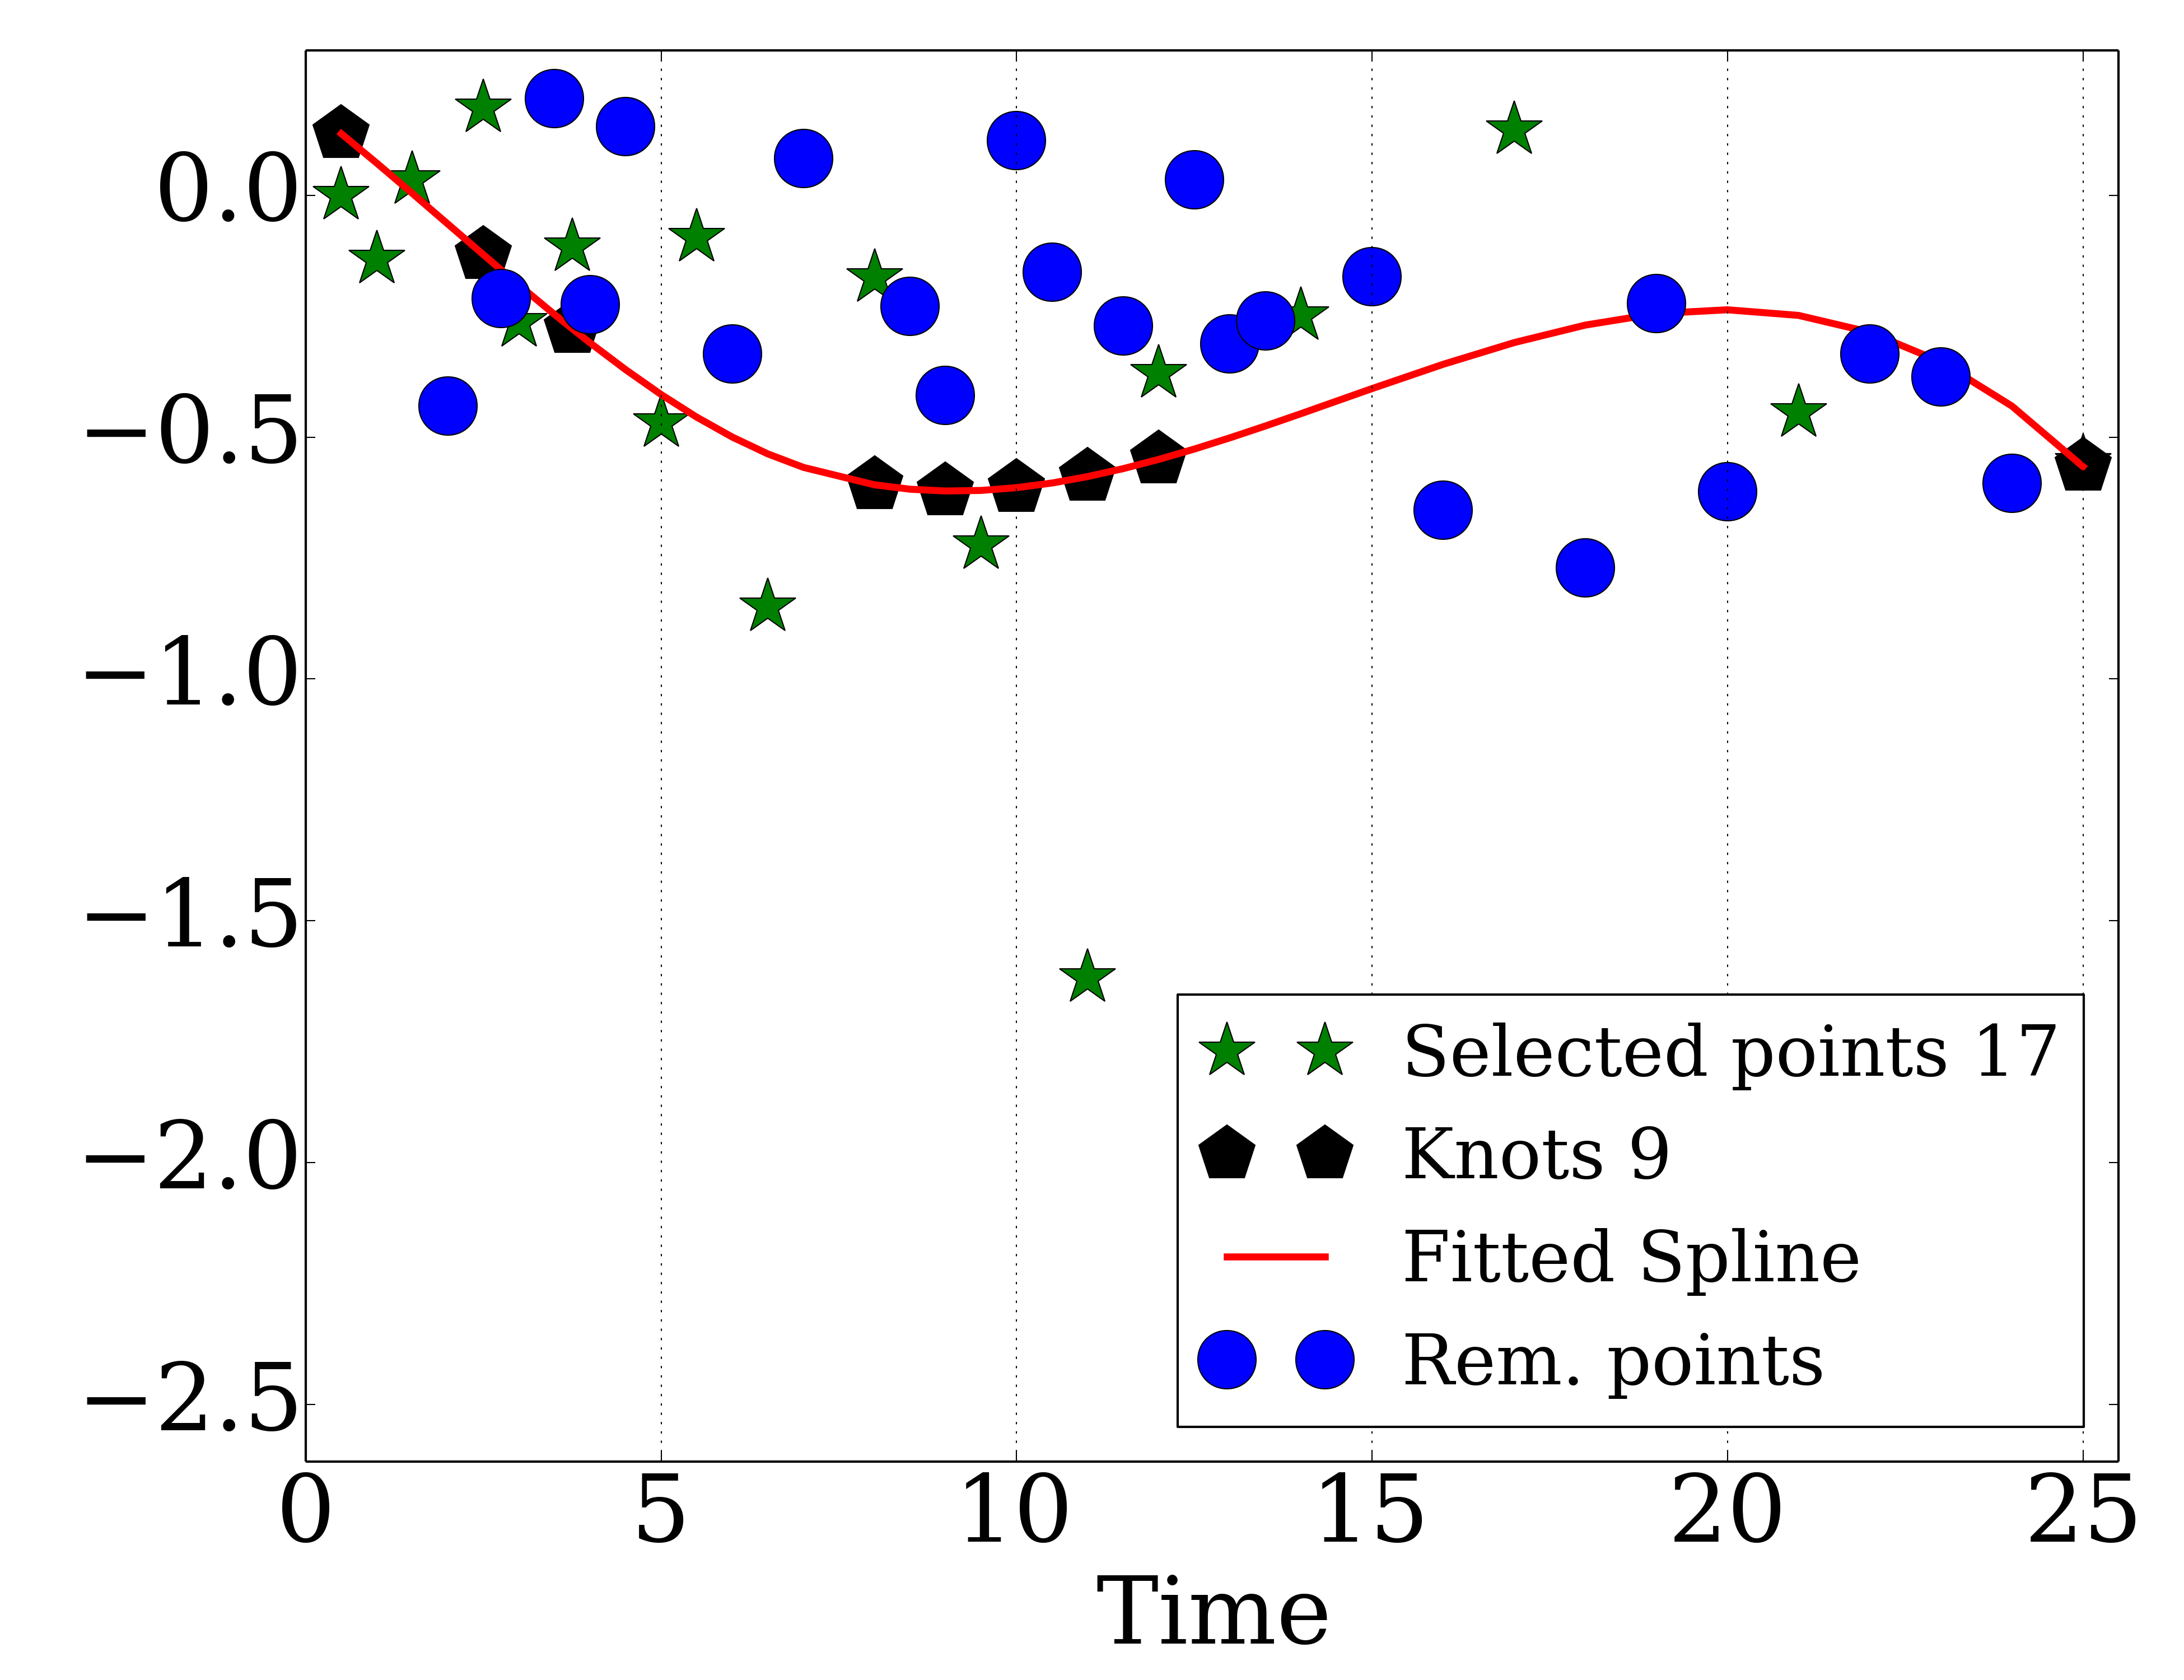 0.0
−0.5
−1.0
−1.5
−2.0
−2.5
0 5 10 15 20 25
Time
Selected points 17
Knots 9
Fitted Spline
Rem. points